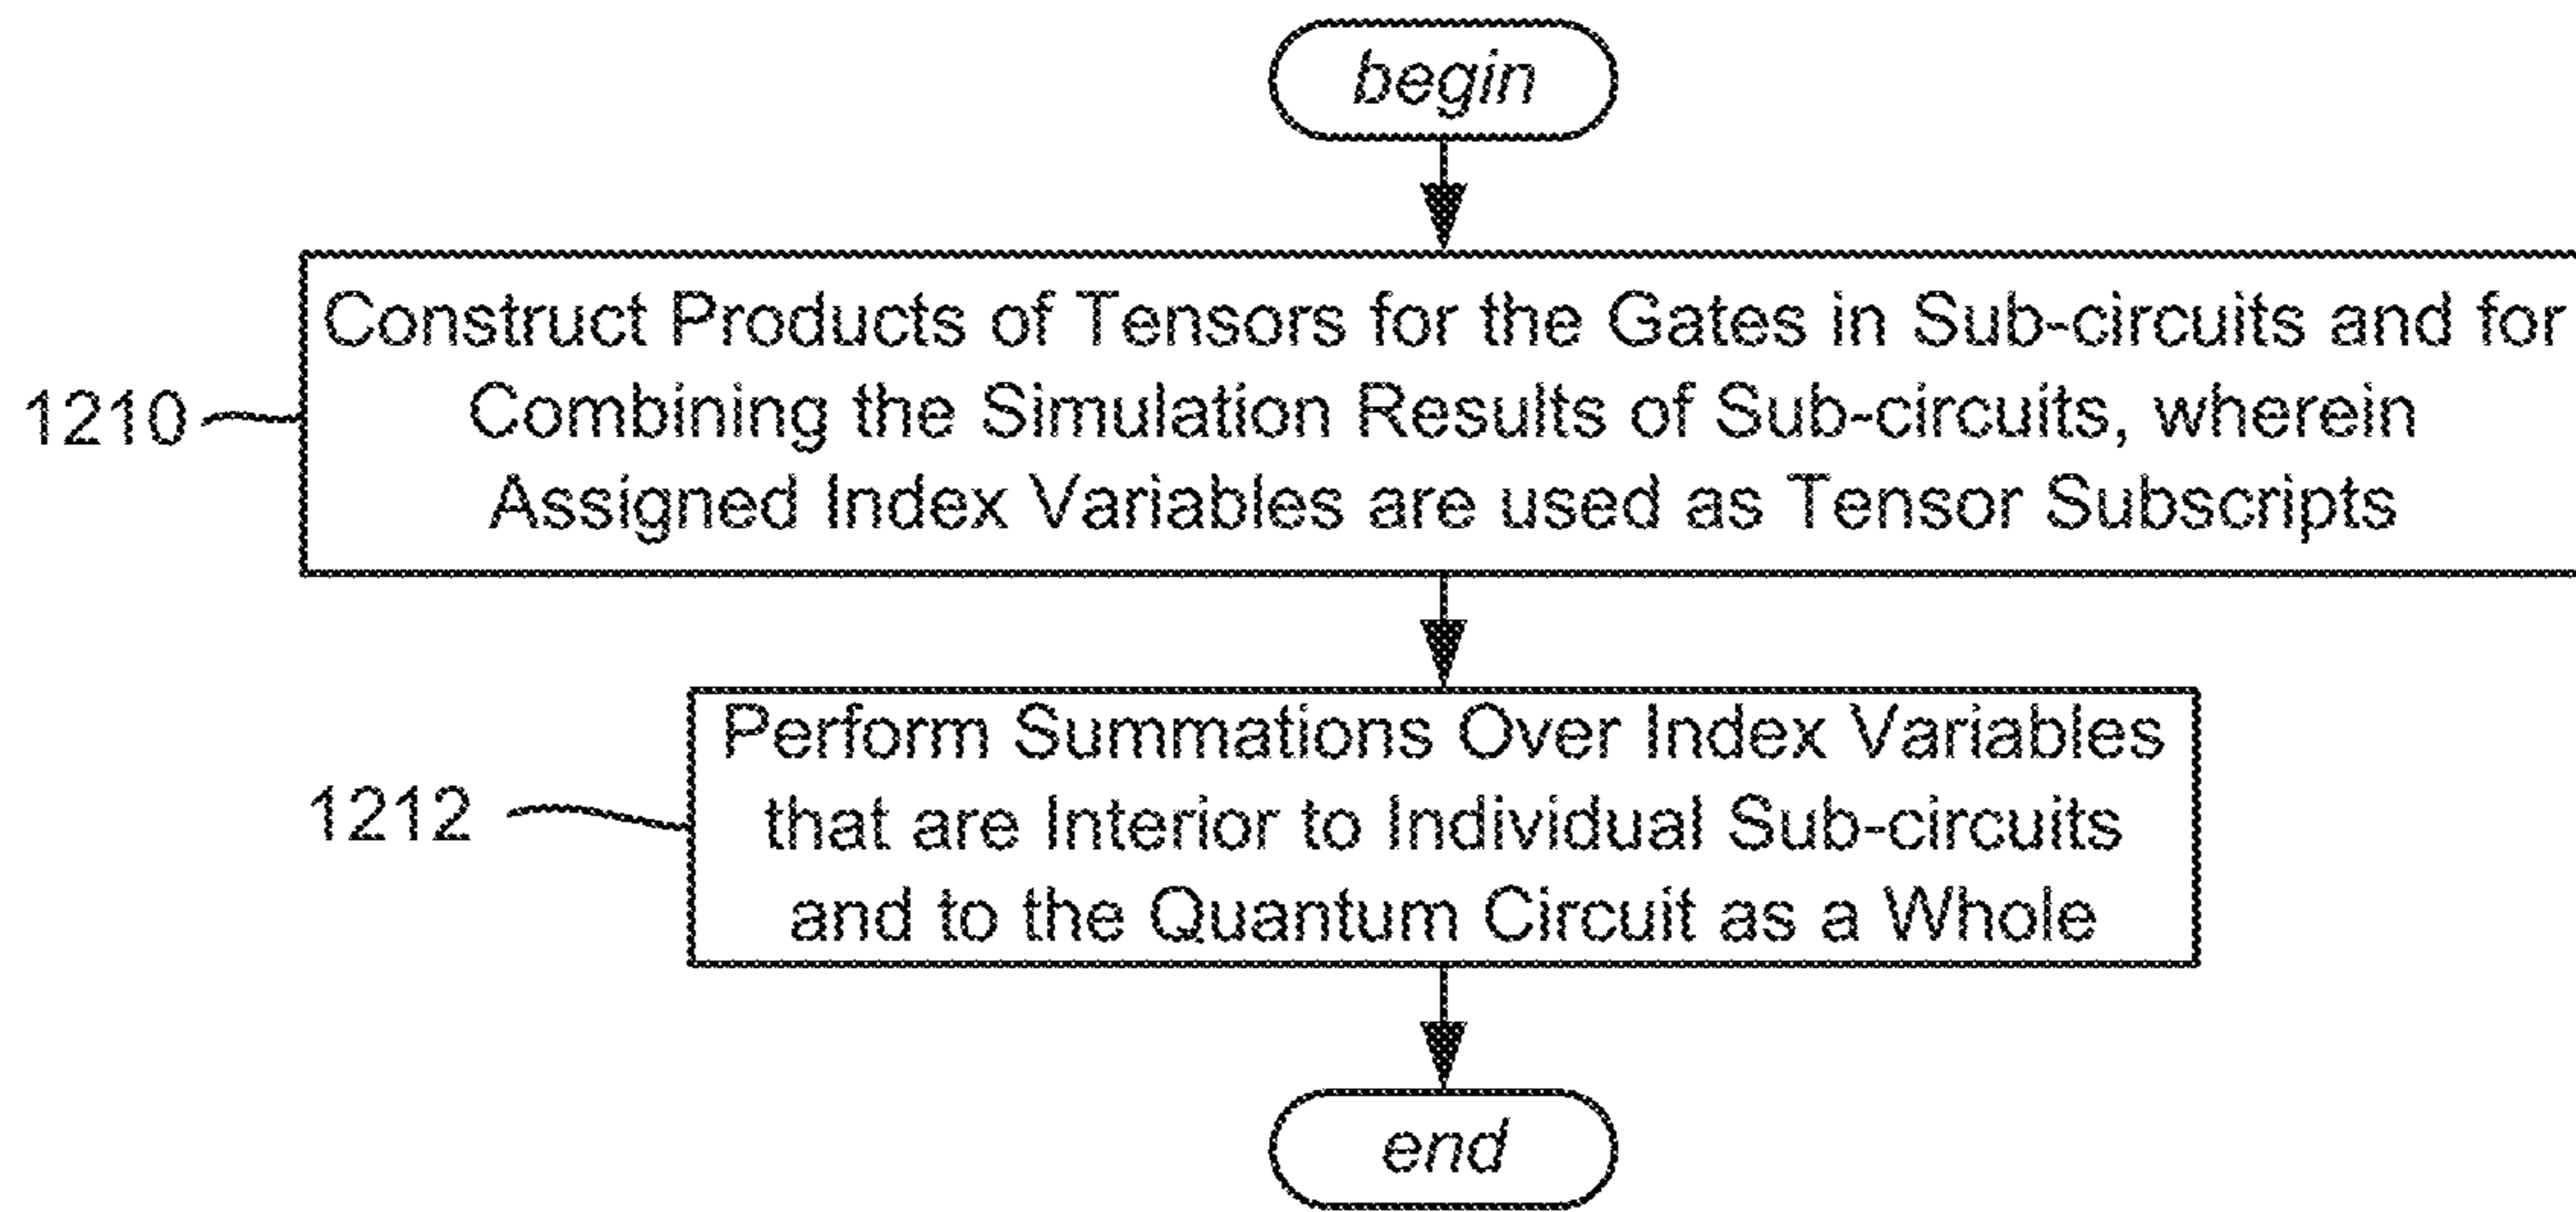 begin
Construct Products of Tensors for the Gates in Sub-circuits and for
Combining the Simulation Results of Sub-circuits, wherein
Assigned Index Variables are used as Tensor Subscripts
1210
Perform Summations Over Index Variables
that are Interior to Individual Sub-circuits
and to the Quantum Circuit as a Whole
1212
end